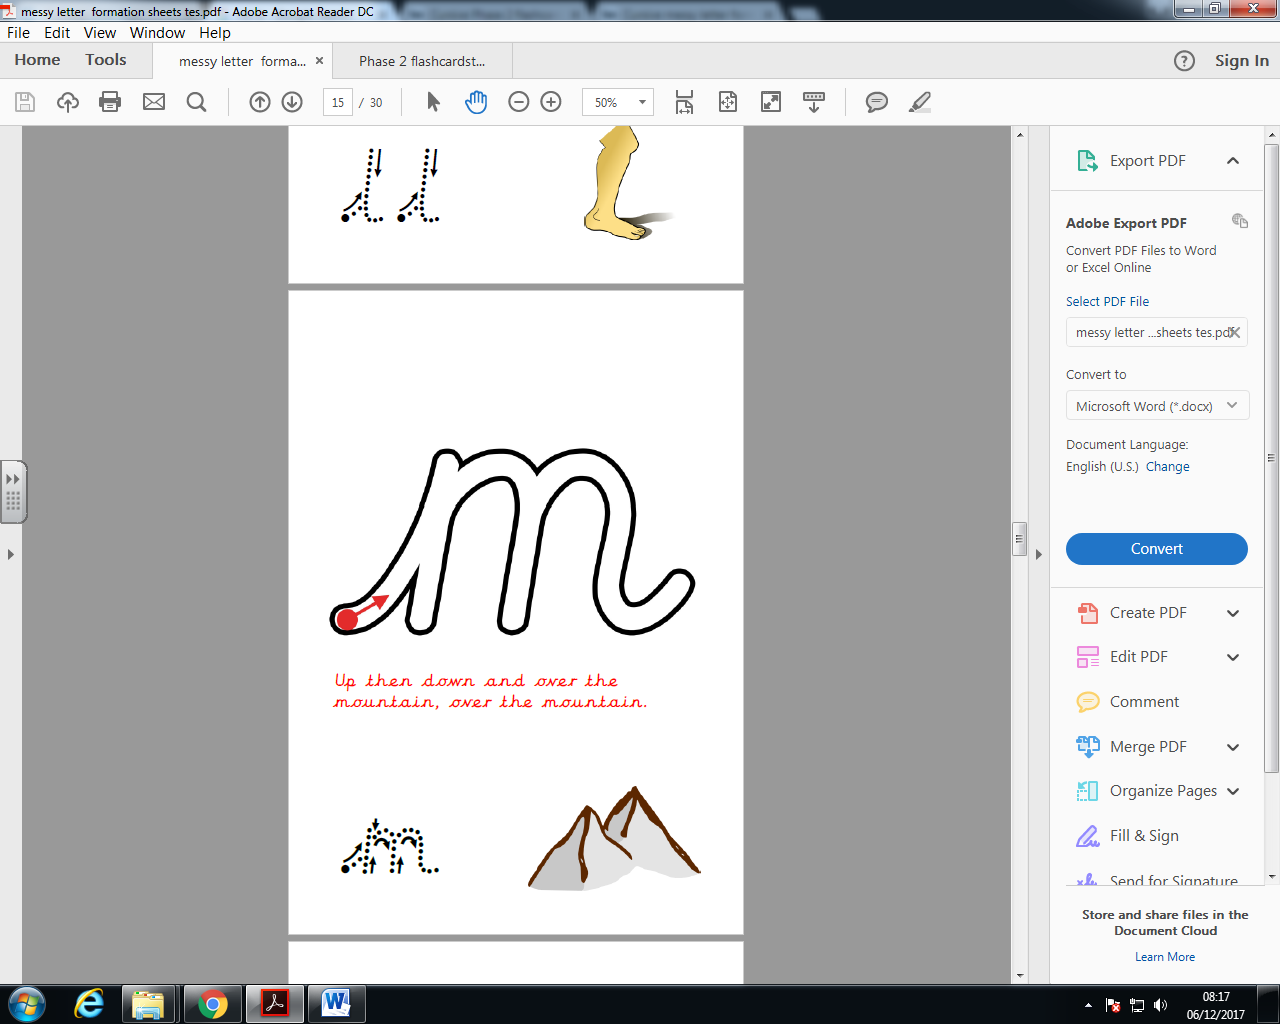 messy letter  formation sheets tes.pdf - Adobe Acrobat Reader DC
File Edit View Window Help
Home Tools messy letter  forma... × Phase 2 flashcardst... Sign In
15 / 30 50%
m
Up then down and over the
mountain, over the mountain.
m
Export PDF
Adobe Export PDF
Convert PDF Files to Word
or Excel Online
Select PDF File
messy letter ...sheets tes.pdf
Convert to
Microsoft Word (*.docx)
Document Language:
English (U.S.) Change
Convert
Create PDF
Edit PDF
Comment
Merge PDF
Organize Pages
Fill & Sign
Send for Signature
Store and share files in the
Document Cloud
Learn More
08:17
06/12/2017